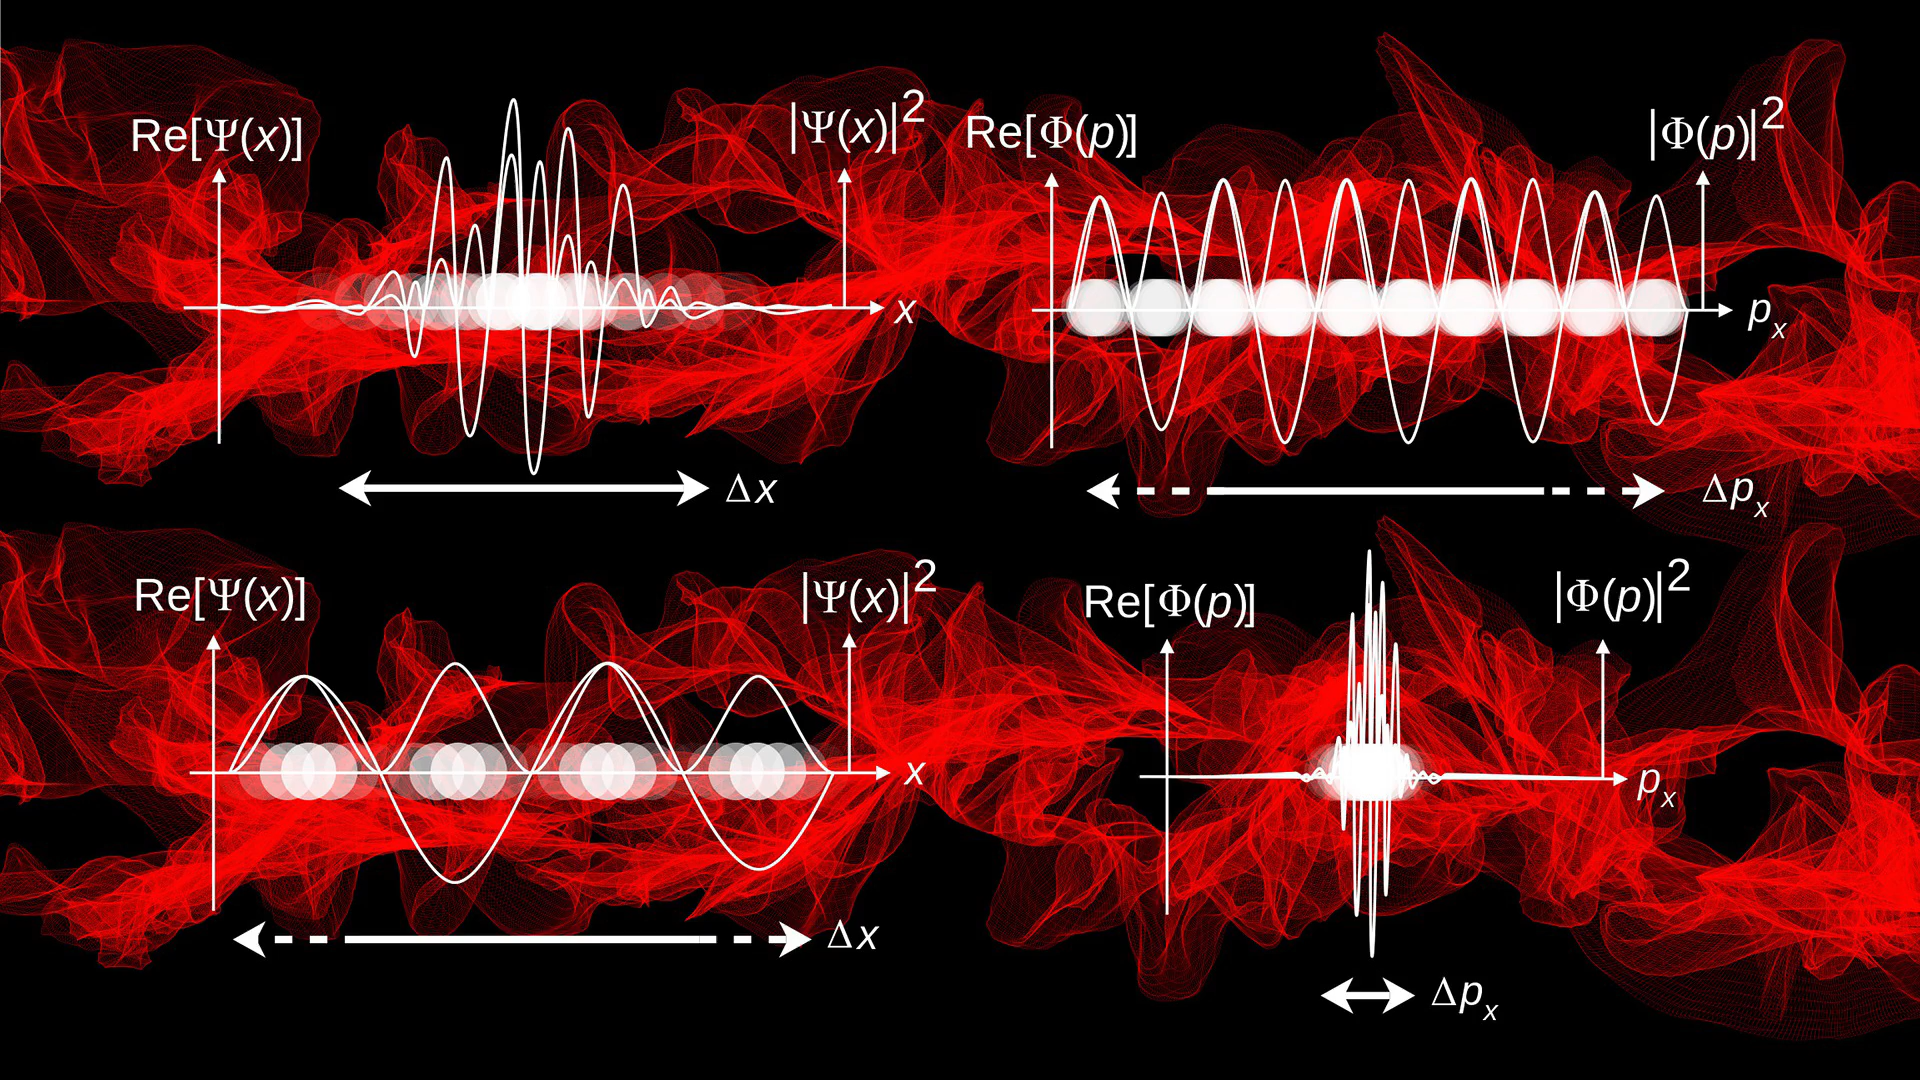 Re[Ψ(x)]
|Ψ(x)|²
x
Δx
Re[Φ(p)]
|Φ(p)|²
pₓ
Δpₓ
Re[Ψ(x)]
|Ψ(x)|²
x
Δx
Re[Φ(p)]
|Φ(p)|²
pₓ
Δpₓ